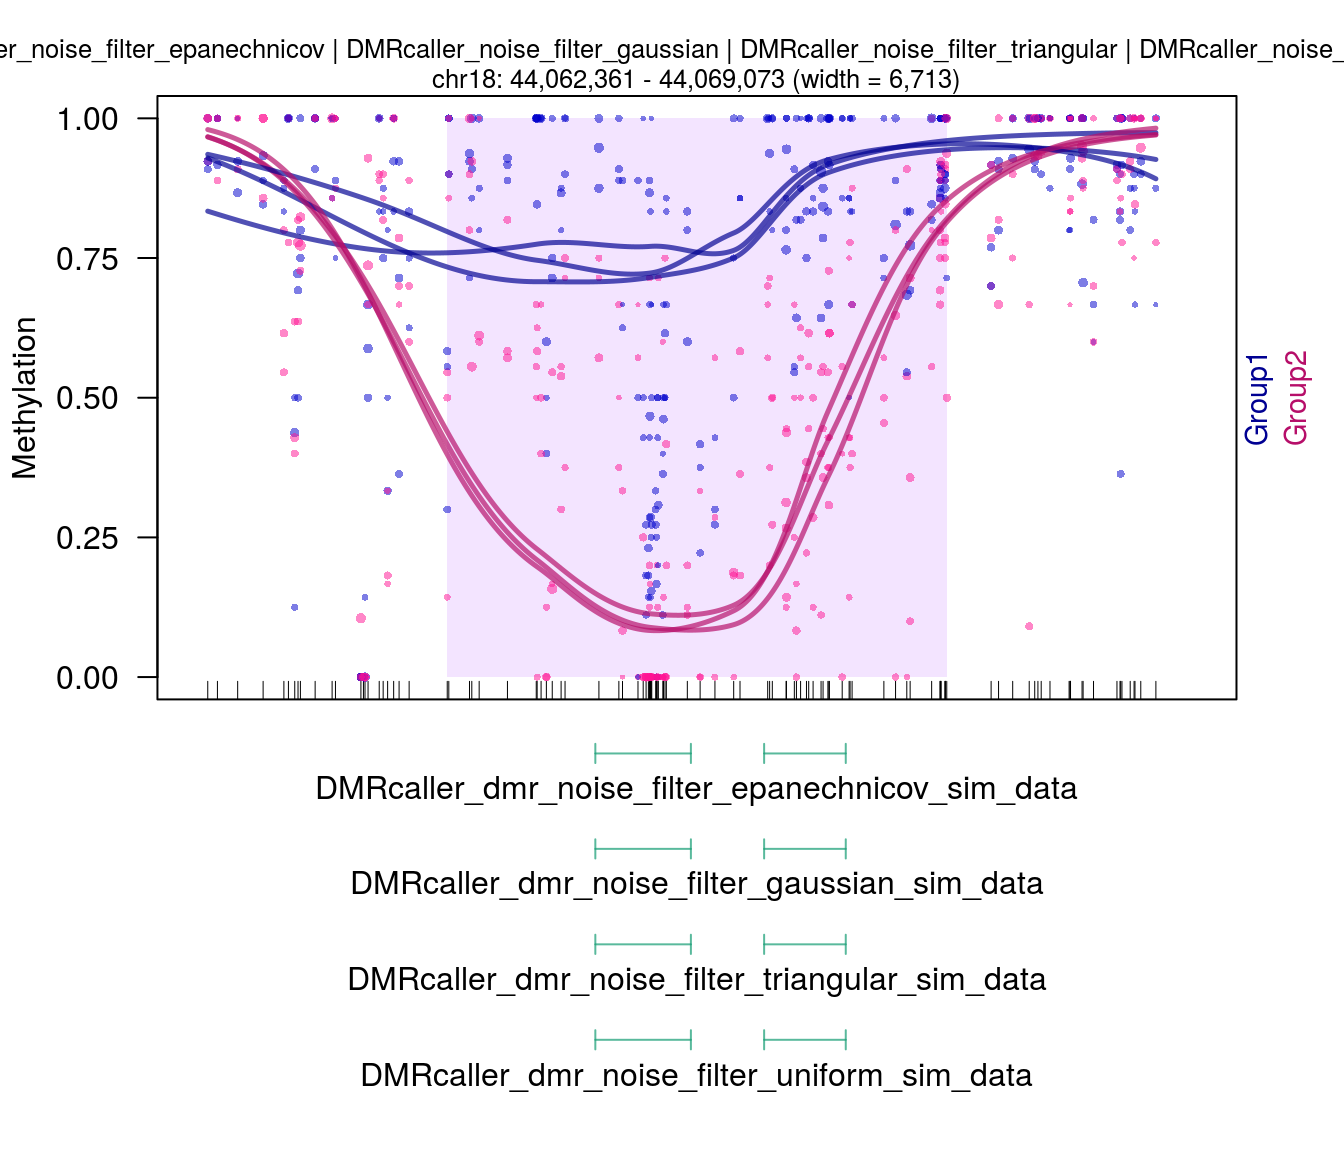 er_noise_filter_epanechnicov | DMRcaller_noise_filter_gaussian | DMRcaller_noise_filter_triangular | DMRcaller_noise_
chr18: 44,062,361 - 44,069,073 (width = 6,713)
1.00
0.75
0.50
0.25
0.00
Methylation
Group1
Group2
DMRcaller_dmr_noise_filter_epanechnicov_sim_data
DMRcaller_dmr_noise_filter_gaussian_sim_data
DMRcaller_dmr_noise_filter_triangular_sim_data
DMRcaller_dmr_noise_filter_uniform_sim_data